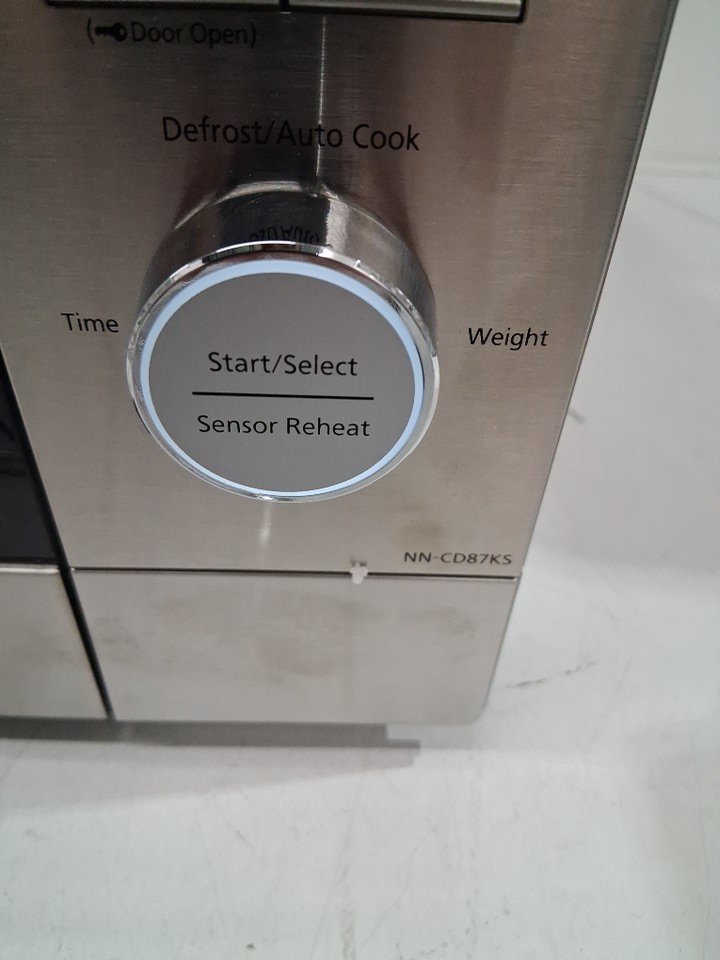 (Door Open)
Defrost/Auto Cook
Time
Weight
Start/Select
Sensor Reheat
NN-CD87KS